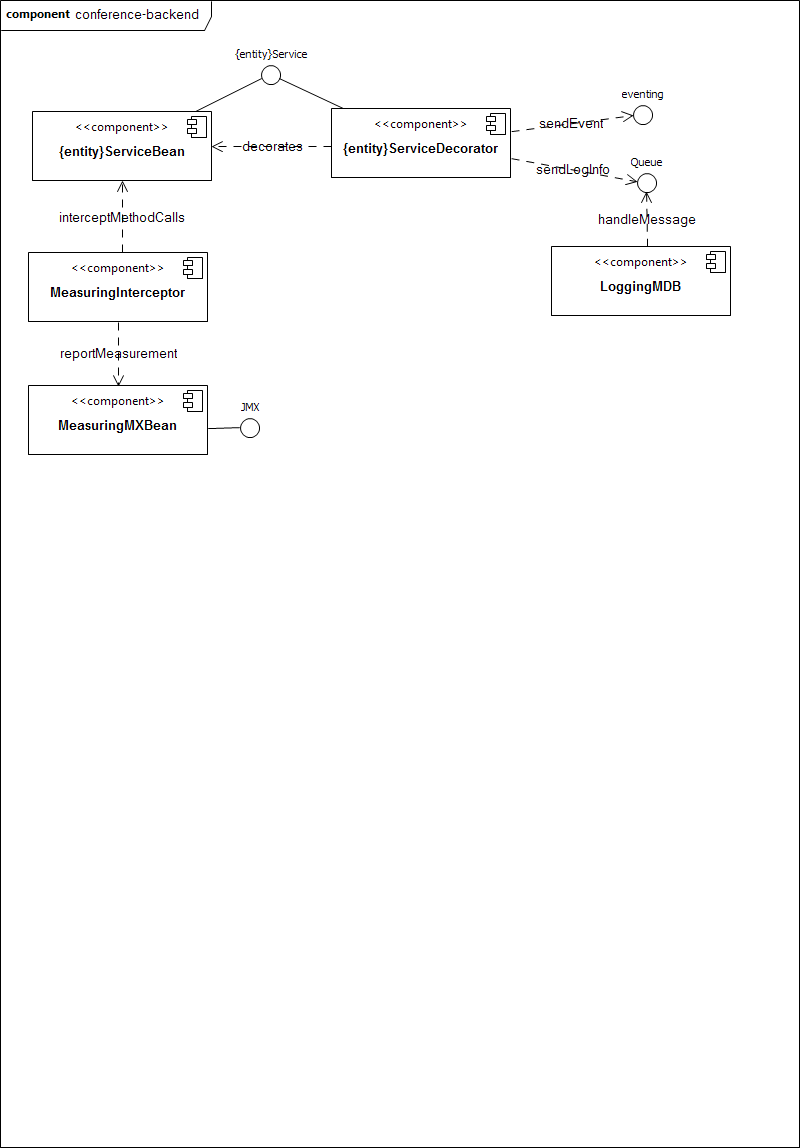 component conference-backend
{entity}Service
eventing
<<component>>
{entity}ServiceBean
<<component>>
{entity}ServiceDecorator
sendEvent
decorates
sendLogInfo
Queue
interceptMethodCalls
handleMessage
<<component>>
MeasuringInterceptor
<<component>>
LoggingMDB
reportMeasurement
<<component>>
MeasuringMXBean
JMX